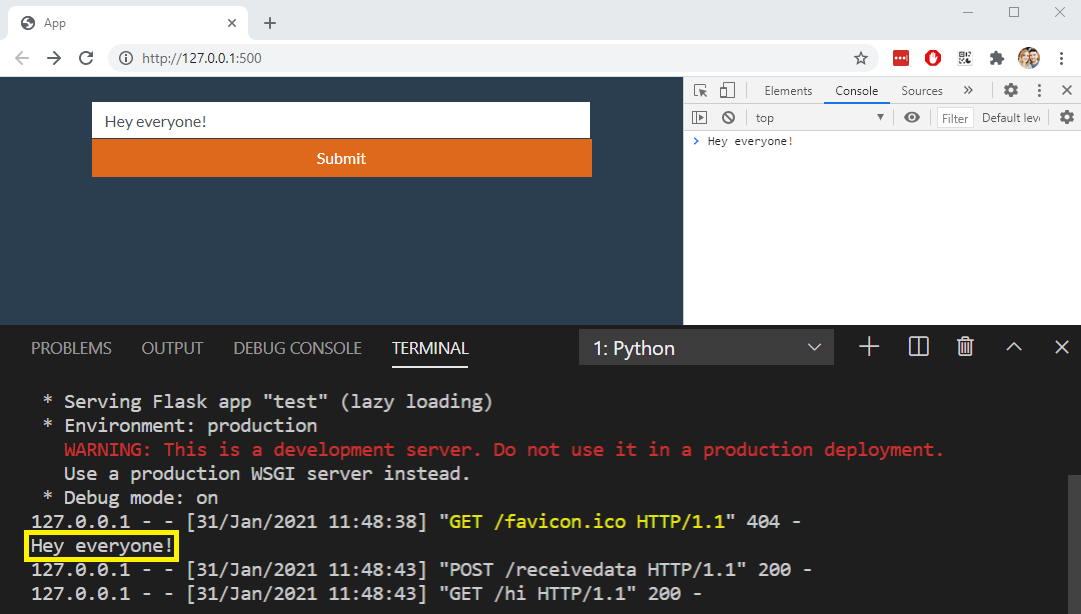 App
http://127.0.0.1:500
Elements Console Sources »
top Filter Default lev
Hey everyone!
Submit
> Hey everyone!
PROBLEMS OUTPUT DEBUG CONSOLE TERMINAL 1: Python
* Serving Flask app "test" (lazy loading)
* Environment: production
WARNING: This is a development server. Do not use it in a production deployment.
Use a production WSGI server instead.
* Debug mode: on
127.0.0.1 - - [31/Jan/2021 11:48:38] "GET /favicon.ico HTTP/1.1" 404 -
Hey everyone!
127.0.0.1 - - [31/Jan/2021 11:48:43] "POST /receivedata HTTP/1.1" 200 -
127.0.0.1 - - [31/Jan/2021 11:48:43] "GET /hi HTTP/1.1" 200 -